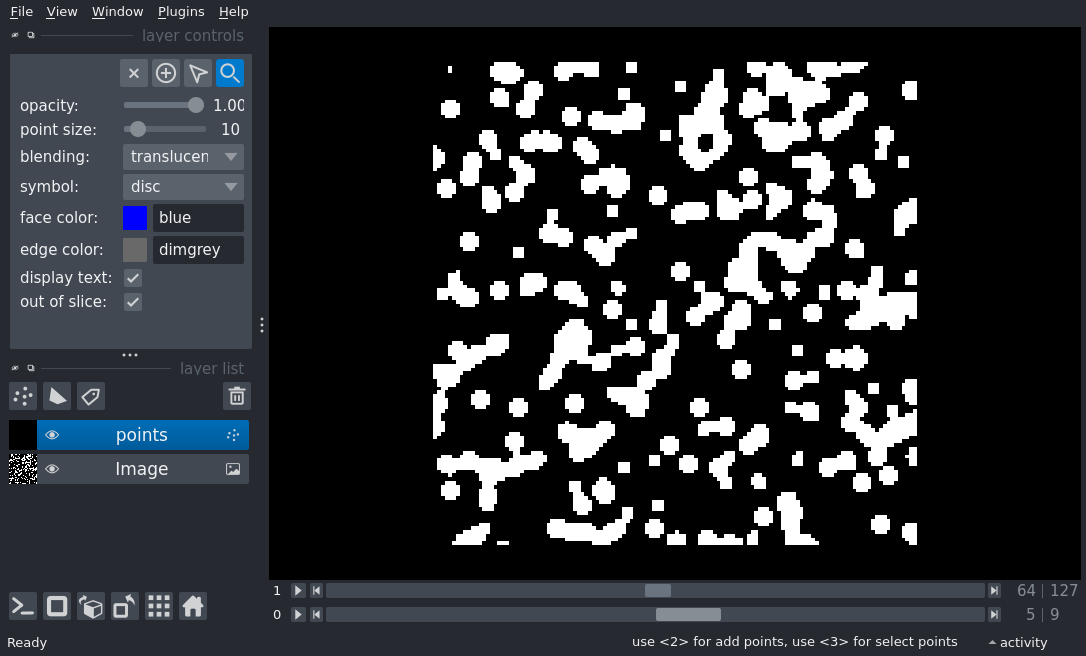 File View Window Plugins Help
layer controls
opacity: 1.00
point size: 10
blending: translucen
symbol: disc
face color: blue
edge color: dimgrey
display text:
out of slice:
layer list
points
Image
1 64 | 127
0 5 | 9
Ready use <2> for add points, use <3> for select points activity